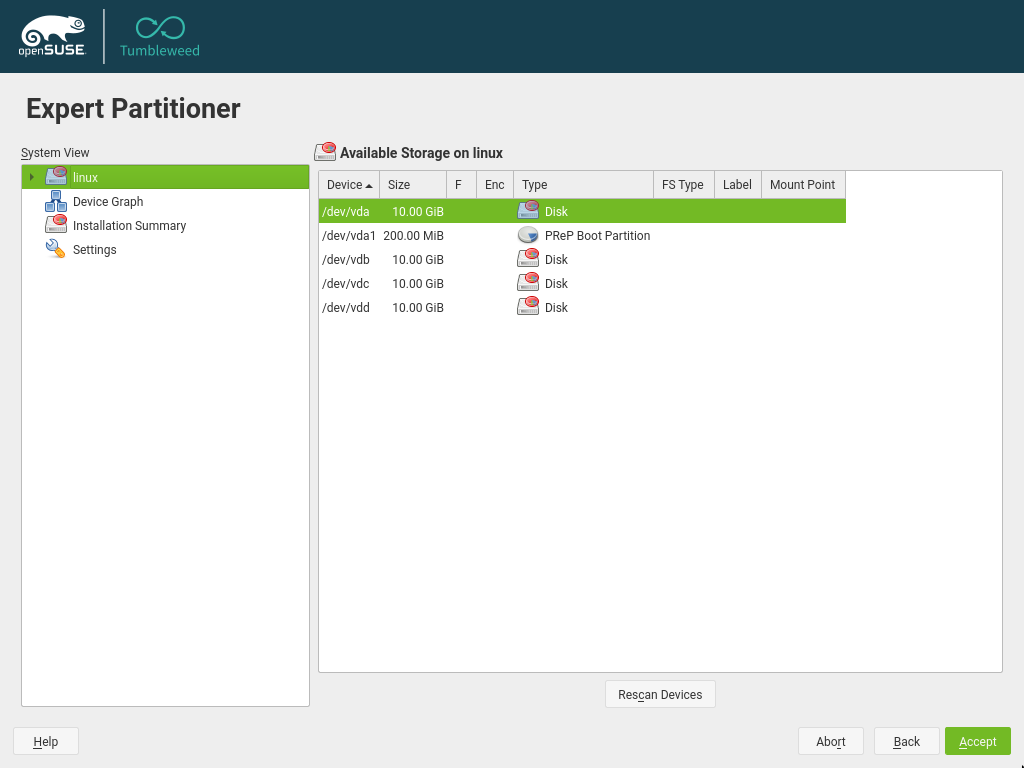 openSUSE. Tumbleweed
Expert Partitioner
System View
linux
Device Graph
Installation Summary
Settings
Available Storage on linux
Device Size F Enc Type FS Type Label Mount Point
/dev/vda 10.00 GiB Disk
/dev/vda1 200.00 MiB PReP Boot Partition
/dev/vdb 10.00 GiB Disk
/dev/vdc 10.00 GiB Disk
/dev/vdd 10.00 GiB Disk
Rescan Devices
Help Abort Back Accept